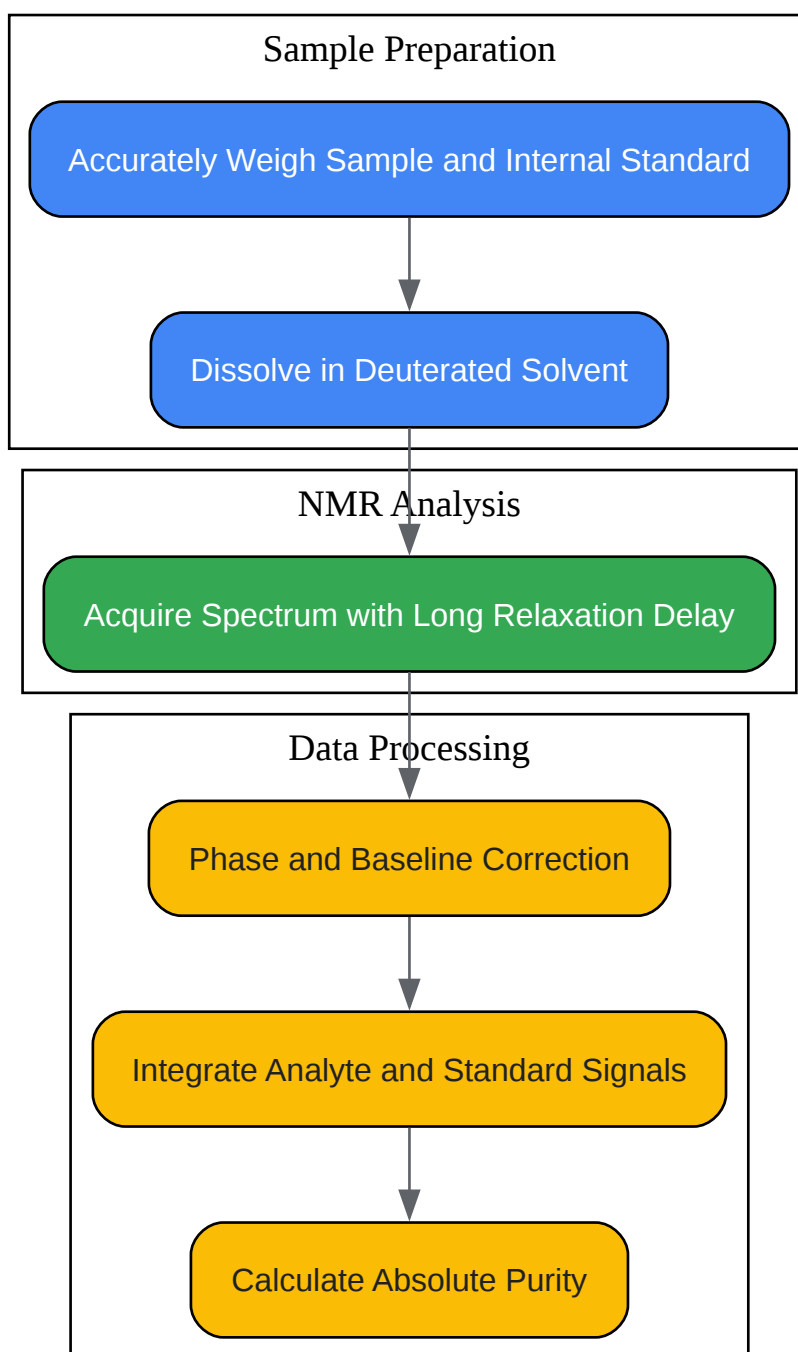 Sample Preparation
Accurately Weigh Sample and Internal Standard
Dissolve in Deuterated Solvent
NMR Analysis
Acquire Spectrum with Long Relaxation Delay
Data Processing
Phase and Baseline Correction
Integrate Analyte and Standard Signals
Calculate Absolute Purity